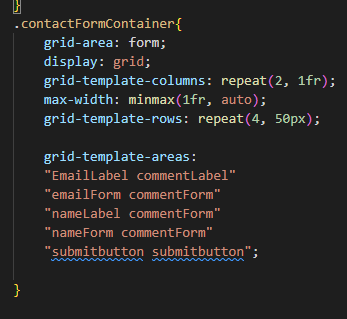 }
.contactFormContainer{
grid-area: form;
display: grid;
grid-template-columns: repeat(2, 1fr);
max-width: minmax(1fr, auto);
grid-template-rows: repeat(4, 50px);
grid-template-areas:
"EmailLabel commentLabel"
"emailForm commentForm"
"nameLabel commentForm"
"nameForm commentForm"
"submitbutton submitbutton";
}